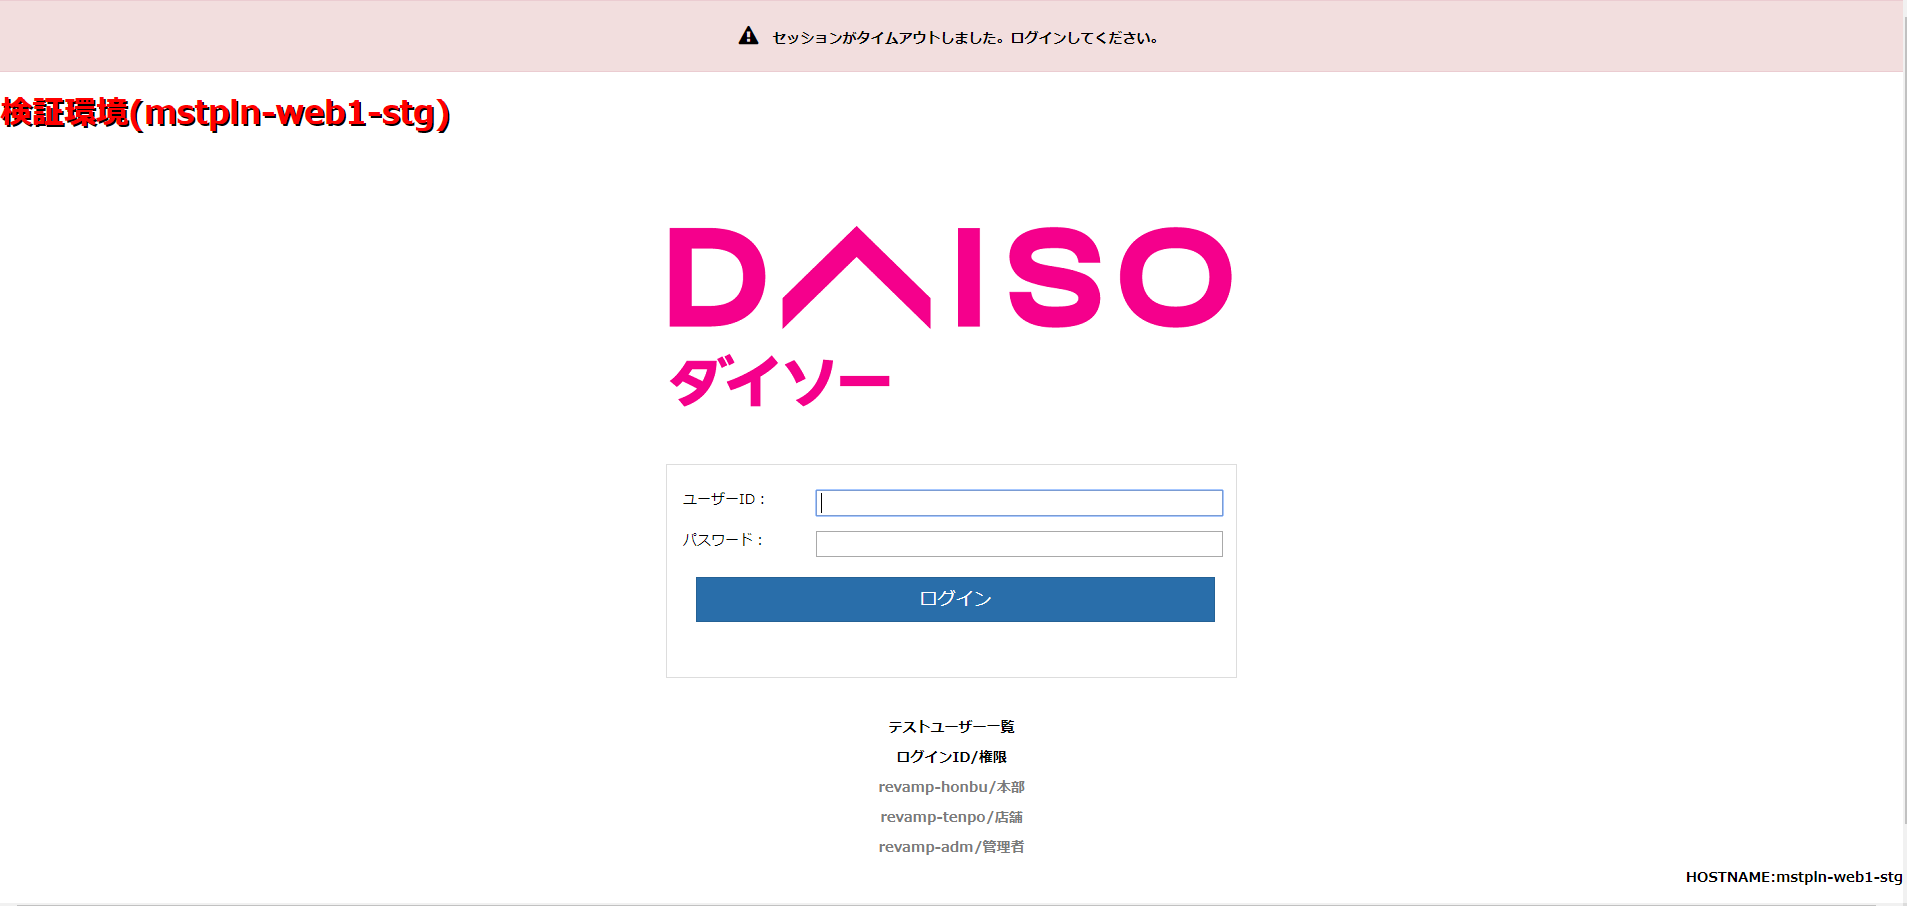 セッションがタイムアウトしました。ログインしてください。
検証環境(mstpln-web1-stg)
DAISO
ダイソー
ユーザーID：
パスワード：
ログイン
テストユーザー一覧
ログインID/権限
revamp-honbu/本部
revamp-tenpo/店舗
revamp-adm/管理者
HOSTNAME:mstpln-web1-stg